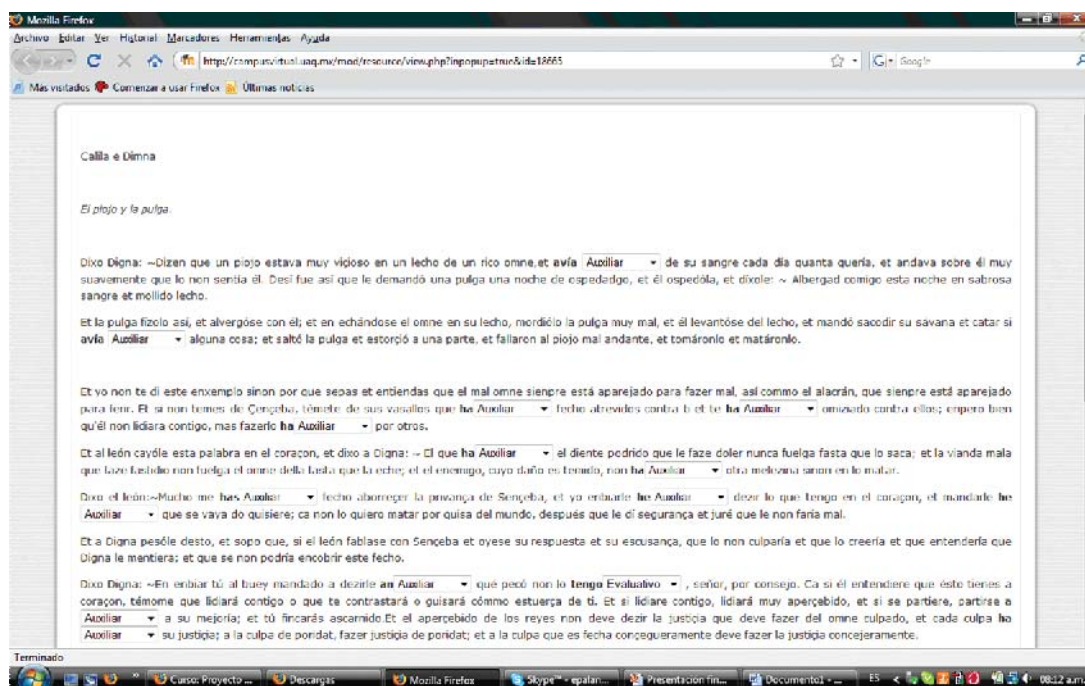 Mozilla Firefox
Archivo Editar Ver Historial Marcadores Herramientas Ayuda
http://campusvirtual.uaq.mx/mod/resource/view.php?inpopup=true&id=18665
Google
Más visitados Comenzar a usar Firefox Últimas noticias
Calila e Dimna
El piojo y la pulga.
Dixo Digna: ~Dizen que un piojo estava muy viçioso en un lecho de un rico omne,et avía Auxiliar de su sangre cada día quanta quería, et andava sobre él muy
suavemente que lo non sentía él. Desí fue así que le demandó una pulga una noche de ospedadgo, et él ospedóla, et díxole: ~ Albergad comigo esta noche en sabrosa
sangre et mollido lecho.
Et la pulga fízolo así, et alvergóse con él; et en echándose el omne en su lecho, mordiólo la pulga muy mal, et él levantóse del lecho, et mandó sacodir su sávana et catar si
avía Auxiliar alguna cosa; et saltó la pulga et estorçió a una parte, et fallaron al piojo mal andante, et tomáronlo et matáronlo.
Et yo non te di este enxemplo sinon por que sepas et entiendas que el mal omne sienpre está aparejado para fazer mal, así commo el alacrán, que sienpre está aparejado
para ferir. Et si non temes de Çençeba, témete de sus vasallos que ha Auxiliar fecho atrevidos contra ti et te ha Auxiliar omiziado contra ellos; enpero bien
qu'él non lidiara contigo, mas fazerlo ha Auxiliar por otros.
Et al león cayóle esta palabra en el coraçon, et dixo a Digna: ~ El que ha Auxiliar el diente podrido que le faze doler nunca fuelga fasta que lo saca; et la vianda mala
que faze fastidio non fuelga el omne della fasta que la eche; et el enemigo, cuyo daño es temido, non ha Auxiliar otra melezina sinon en lo matar.
Dixo el león:~Mucho me has Auxiliar fecho aborreçer la privança de Sençeba, et yo enbiarle he Auxiliar dezir lo que tengo en el coraçon, et mandarle he
Auxiliar que se vaya do quisiere; ca non lo quiero matar por guisa del mundo, después que le dí segurança et juré que le non faría mal.
Et a Digna pesóle desto, et sopo que, si el león fablase con Sençeba et oyese su respuesta et su escusança, que lo non culparía et que lo creería et que entendería que
Digna le mentiera; et que se non podría encobrir este fecho.
Dixo Digna: ~En enbiar tú al buey mandado a dezirle an Auxiliar que pecó non lo tengo Evaluativo , señor, por consejo. Ca si él entendiere que ésto tienes a
coraçon, témome que lidiará contigo o que te contrastará o guisará cómmo estuerça de ti. Et si lidiare contigo, lidiará muy aperçebido, et si se partiere, partirse a
Auxiliar a su mejoría; et tú fincarás ascarnido.Et el aperçebido de los reyes non deve dezir la justiçia que deve fazer del omne culpado, et cada culpa ha
Auxiliar su justiçia; a la culpa de poridat, fazer justiçia de poridat; et a la culpa que es fecha conçegueramente deve fazer la justiçia concejeramente.
Terminado
Curso: Proyecto ... Descargas Mozilla Firefox Skype™ - epalan... Presentación fin... Documento1 - ... ES 08:12 a.m.